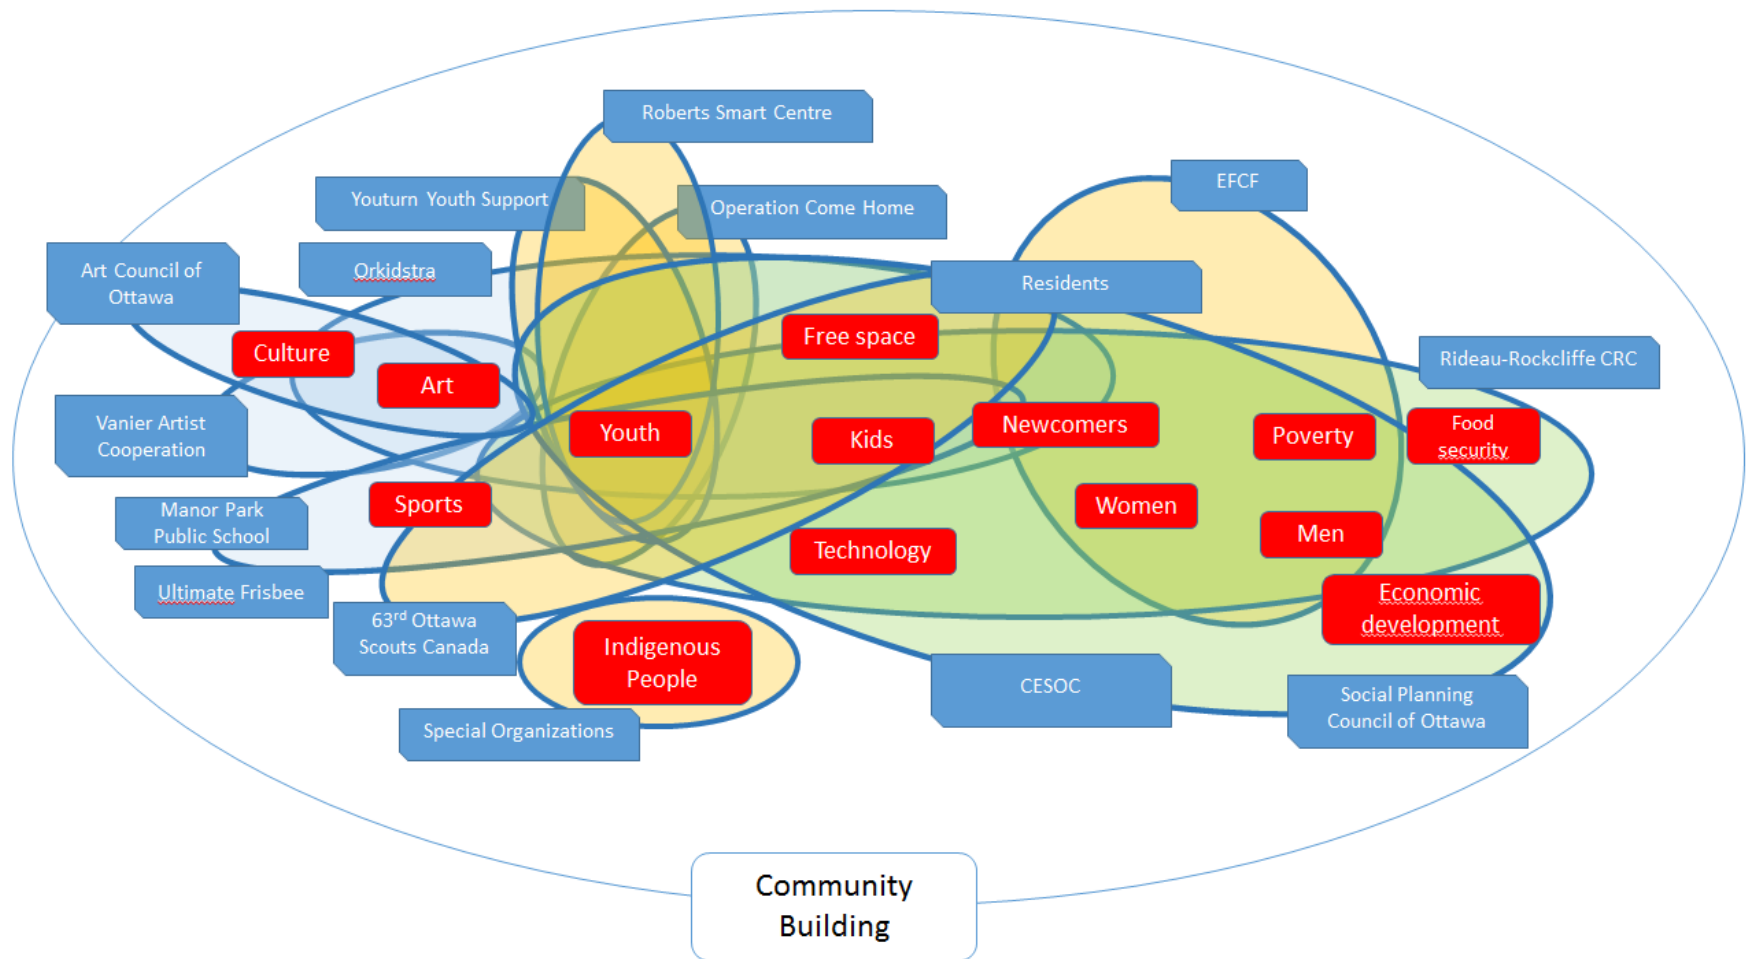 Roberts Smart Centre
EFCF
Youturn Youth Support
Operation Come Home
Art Council of
Ottawa
Orkidstra
Residents
Free space
Culture
Rideau-Rockcliffe CRC
Art
Vanier Artist
Cooperation
Youth
Kids
Newcomers
Poverty
Food
security
Sports
Women
Manor Park
Public School
Men
Technology
Ultimate Frisbee
Economic
development
63rd Ottawa
Scouts Canada
Indigenous
People
CESOC
Social Planning
Council of Ottawa
Special Organizations
Community
Building